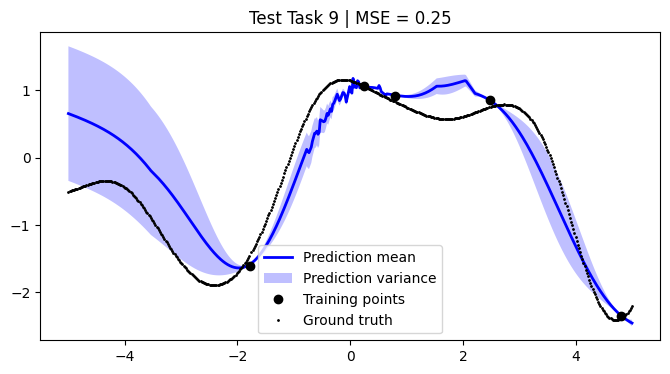 Test Task 9 | MSE = 0.25
1
0
−1
−2
Prediction mean
Prediction variance
Training points
Ground truth
−4 −2 0 2 4